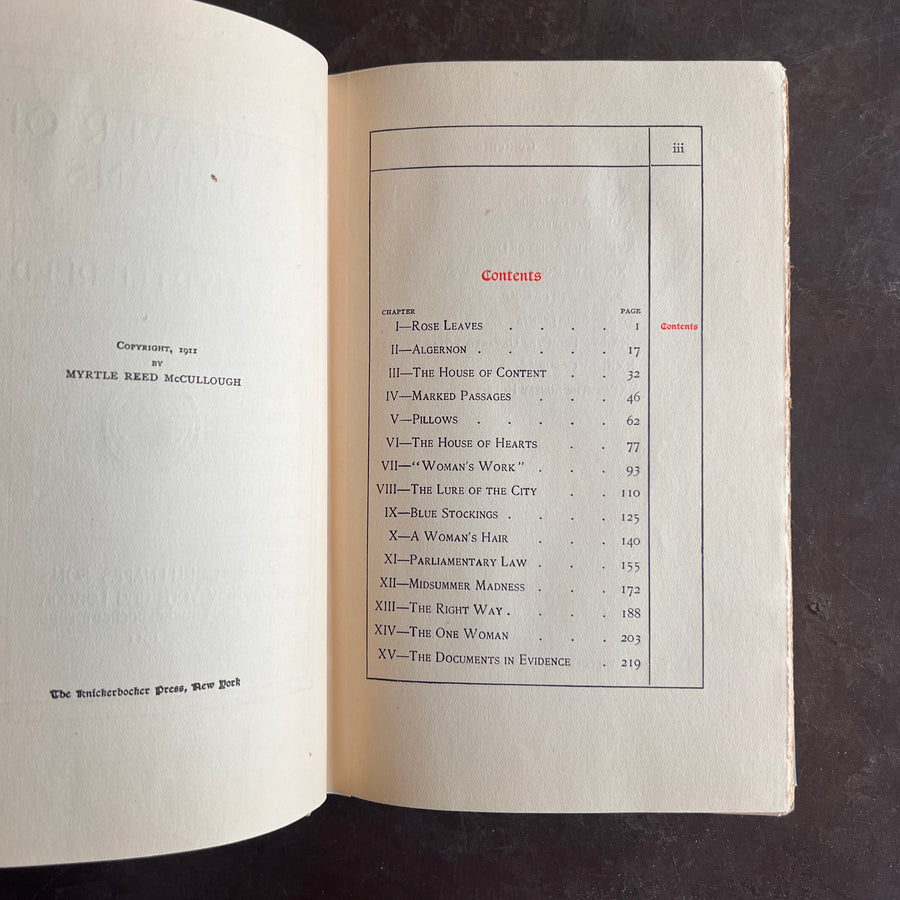 COPYRIGHT, 1911
BY
MYRTLE REED McCULLOUGH
The Knickerbocker Press, New York
iii
Contents
CHAPTER PAGE
I—ROSE LEAVES . . . . 1
II—ALGERNON . . . . . 17
III—THE HOUSE OF CONTENT . . 32
IV—MARKED PASSAGES . . . 46
V—PILLOWS . . . . . 62
VI—THE HOUSE OF HEARTS . . 77
VII—"WOMAN'S WORK" . . . 93
VIII—THE LURE OF THE CITY . . 110
IX—BLUE STOCKINGS . . . . 125
X—A WOMAN'S HAIR . . . 140
XI—PARLIAMENTARY LAW . . . 155
XII—MIDSUMMER MADNESS . . . 172
XIII—THE RIGHT WAY . . . . 188
XIV—THE ONE WOMAN . . . 203
XV—THE DOCUMENTS IN EVIDENCE . 219
Contents